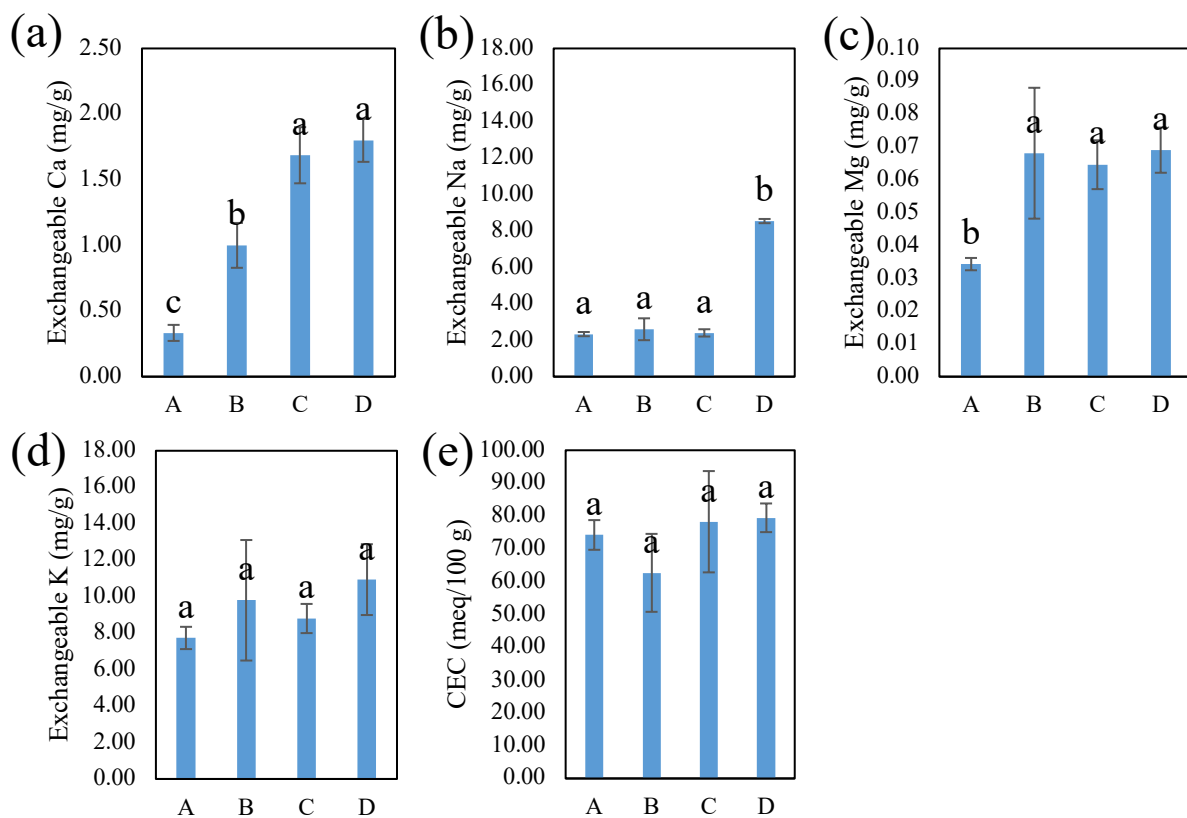 (a)
Exchangeable Ca (mg/g)
2.50
2.00
1.50
1.00
0.50
0.00
c
b
a
a
A B C D
(b)
Exchangeable Na (mg/g)
18.00
16.00
14.00
12.00
10.00
8.00
6.00
4.00
2.00
0.00
a
a
a
b
A B C D
(c)
Exchangeable Mg (mg/g)
0.10
0.09
0.08
0.07
0.06
0.05
0.04
0.03
0.02
0.01
0.00
b
a
a
a
A B C D
(d)
Exchangeable K (mg/g)
18.00
16.00
14.00
12.00
10.00
8.00
6.00
4.00
2.00
0.00
a
a
a
a
A B C D
(e)
CEC (meq/100 g)
100.00
90.00
80.00
70.00
60.00
50.00
40.00
30.00
20.00
10.00
0.00
a
a
a
a
A B C D